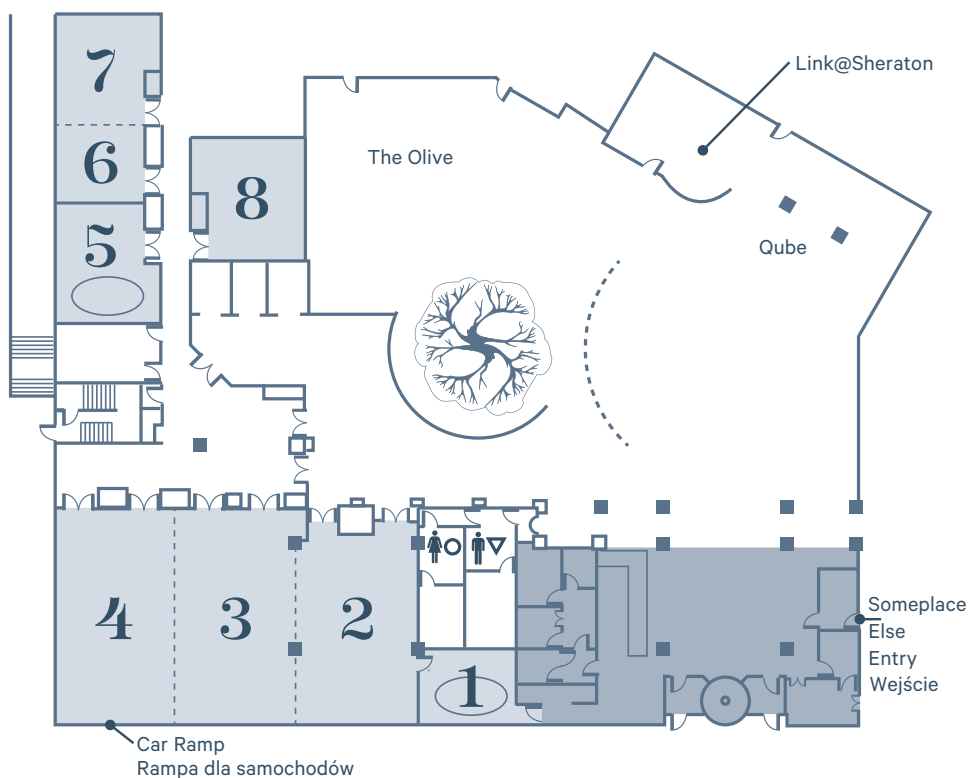 Link@Sheraton
7
6
5
8
The Olive
Qube
4
3
2
1
Someplace
Else
Entry
Wejście
Car Ramp
Rampa dla samochodów